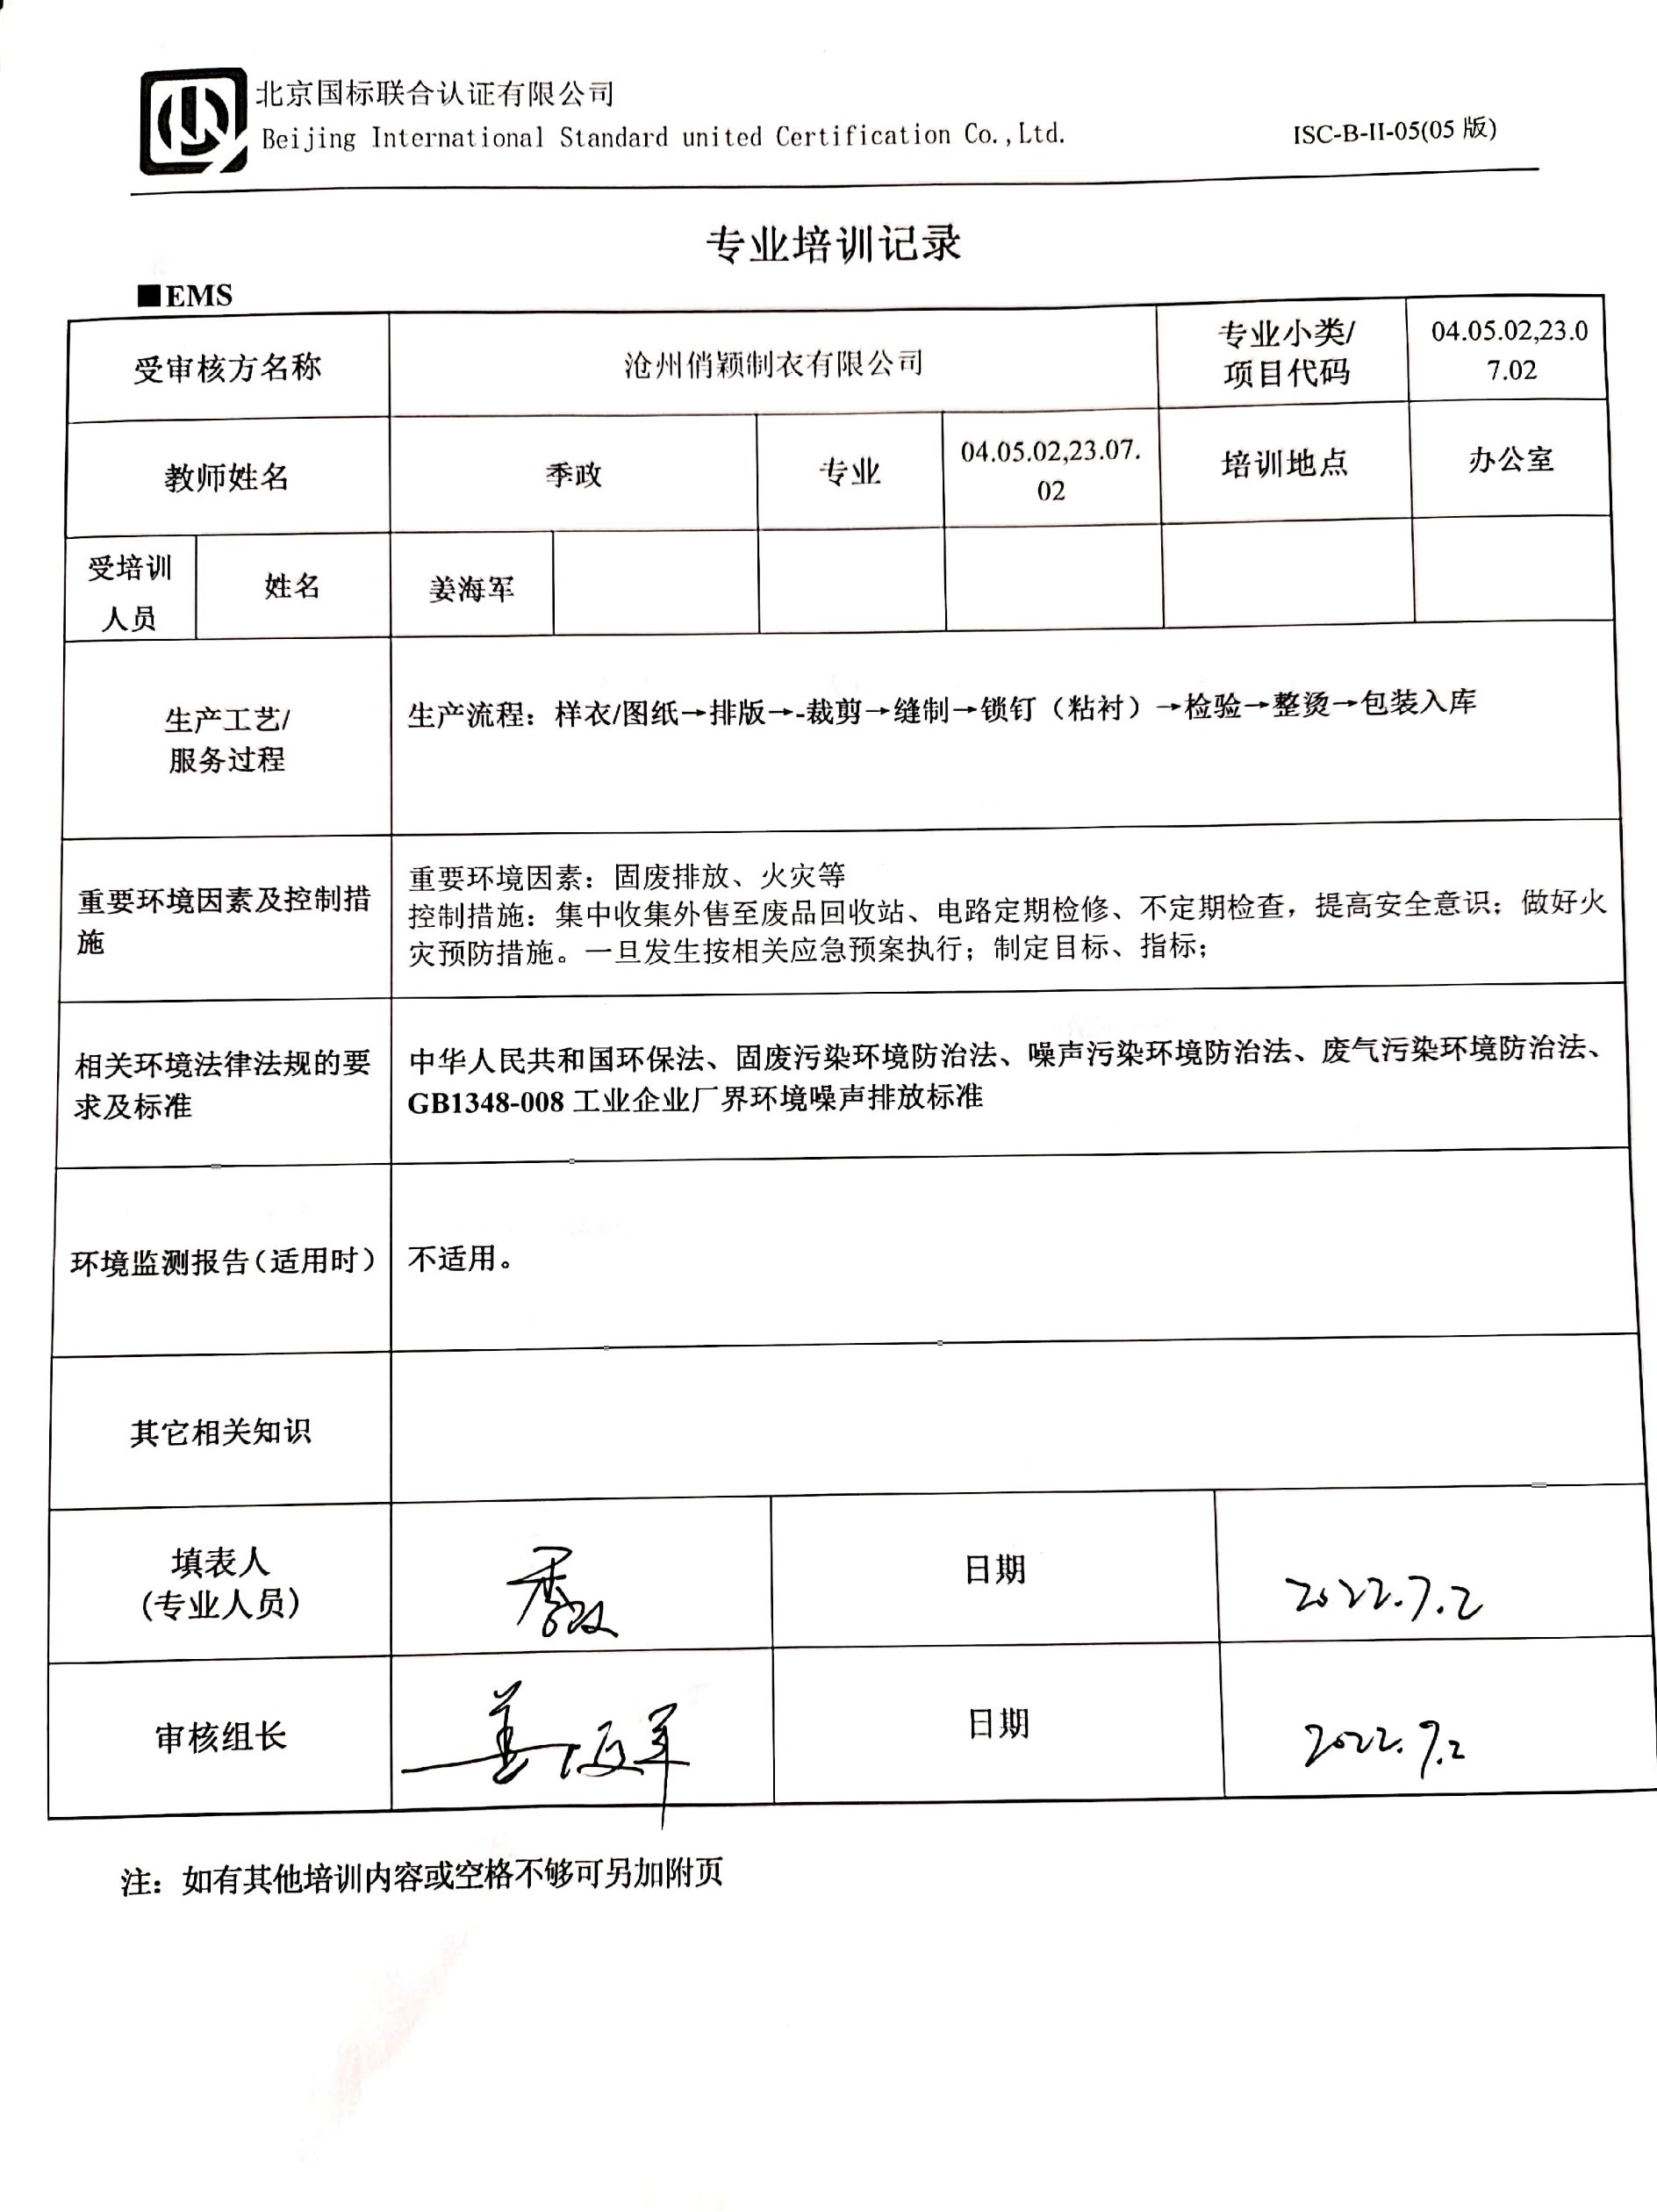 北京国标联合认证有限公司
Beijing International Standard united Certification Co.,Ltd.
ISC-B-II-05(05 版)
专业培训记录
■EMS
受审核方名称
沧州俏颖制衣有限公司
专业小类/
项目代码
04.05.02,23.0
7.02
教师姓名
季政
专业
04.05.02,23.07.
02
培训地点
办公室
受培训
人员
姓名
姜海军
生产工艺/
服务过程
生产流程：样衣/图纸→排版→-裁剪→缝制→锁钉（粘衬）→检验→整烫→包装入库
重要环境因素及控制措
施
重要环境因素：固废排放、火灾等
控制措施：集中收集外售至废品回收站、电路定期检修、不定期检查，提高安全意识；做好火
灾预防措施。一旦发生按相关应急预案执行；制定目标、指标；
相关环境法律法规的要
求及标准
中华人民共和国环保法、固废污染环境防治法、噪声污染环境防治法、废气污染环境防治法、
GB1348-008 工业企业厂界环境噪声排放标准
环境监测报告（适用时）
不适用。
其它相关知识
填表人
（专业人员）
季政
日期
2022.7.2
审核组长
姜海军
日期
2022.7.2
注：如有其他培训内容或空格不够可另加附页